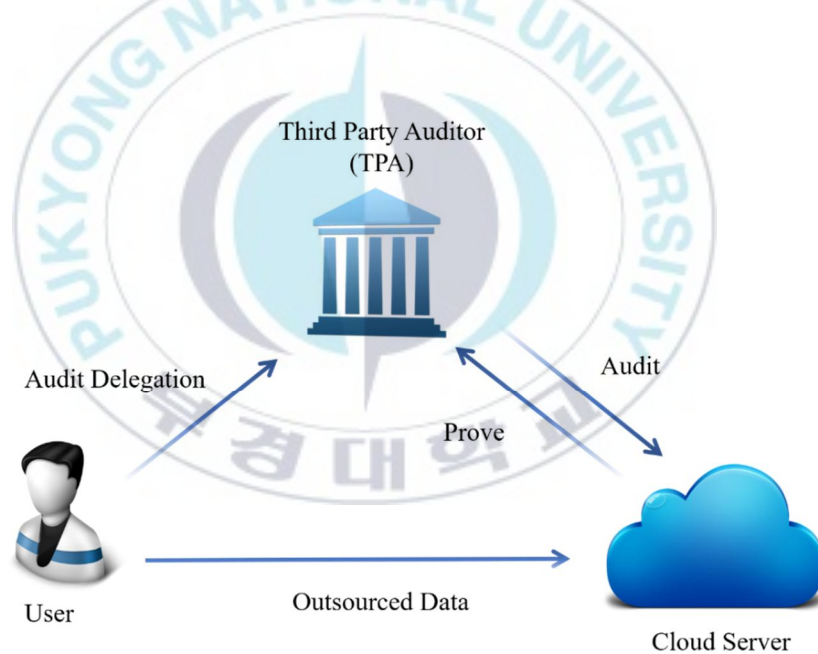 PUKYONG NATIONAL UNIVERSITY
Third Party Auditor
(TPA)
Audit Delegation
Audit
부경대학교
Prove
Outsourced Data
User
Cloud Server